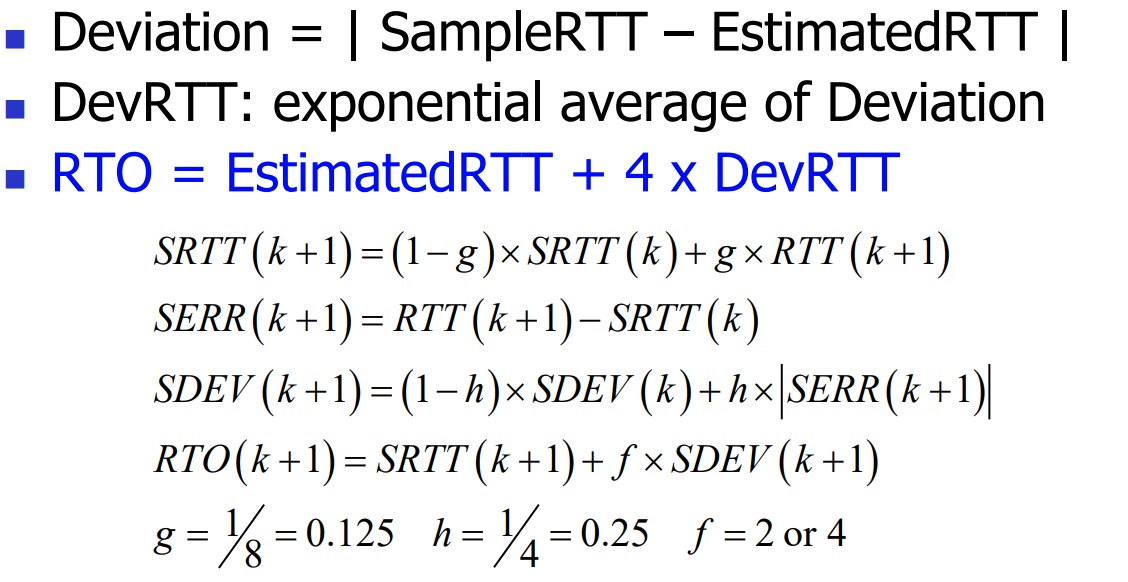 ▪ Deviation = | SampleRTT – EstimatedRTT |
▪ DevRTT: exponential average of Deviation
▪ RTO = EstimatedRTT + 4 x DevRTT
SRTT(k+1)=(1−g)×SRTT(k)+g×RTT(k+1)
SERR(k+1)=RTT(k+1)−SRTT(k)
SDEV(k+1)=(1−h)×SDEV(k)+h×|SERR(k+1)|
RTO(k+1)=SRTT(k+1)+f×SDEV(k+1)
g=1/8=0.125 h=1/4=0.25 f=2 or 4